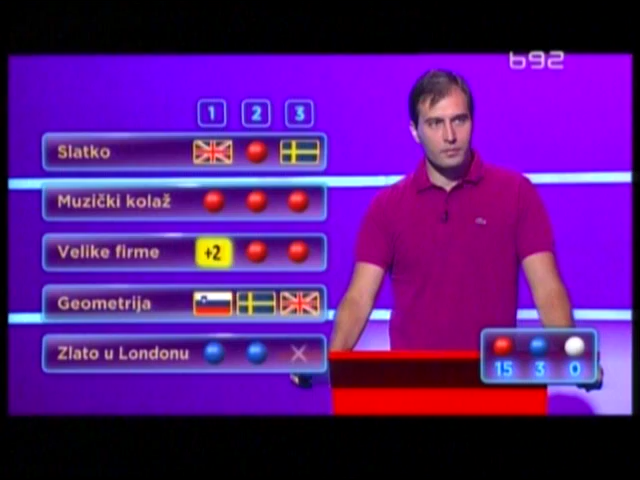 b92
1 2 3
Slatko
Muzički kolaž
Velike firme +2
Geometrija
Zlato u Londonu
15 3 0